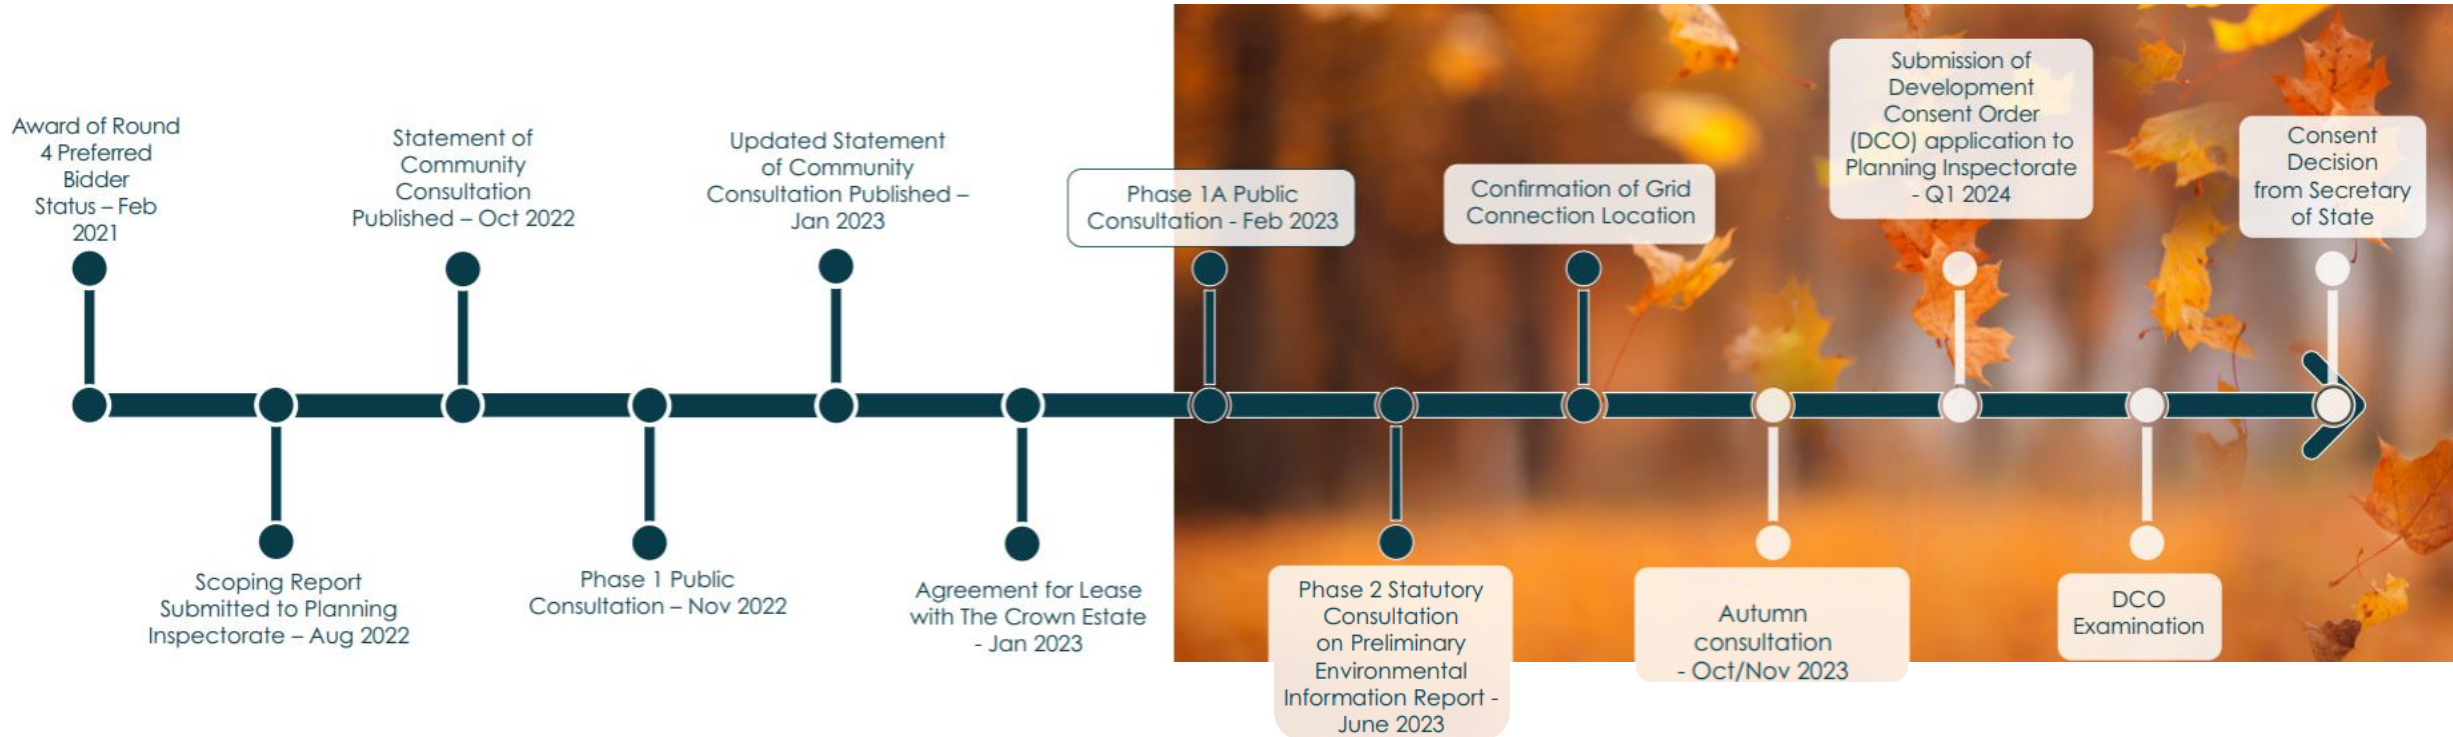 Award of Round
4 Preferred
Bidder
Status – Feb
2021
Scoping Report
Submitted to Planning
Inspectorate – Aug 2022
Statement of
Community
Consultation
Published – Oct 2022
Phase 1 Public
Consultation – Nov 2022
Updated Statement
of Community
Consultation Published –
Jan 2023
Agreement for Lease
with The Crown Estate
- Jan 2023
Phase 1A Public
Consultation - Feb 2023
Phase 2 Statutory
Consultation
on Preliminary
Environmental
Information Report -
June 2023
Confirmation of Grid
Connection Location
Autumn
consultation
- Oct/Nov 2023
Submission of
Development
Consent Order
(DCO) application to
Planning Inspectorate
- Q1 2024
DCO
Examination
Consent
Decision
from Secretary
of State